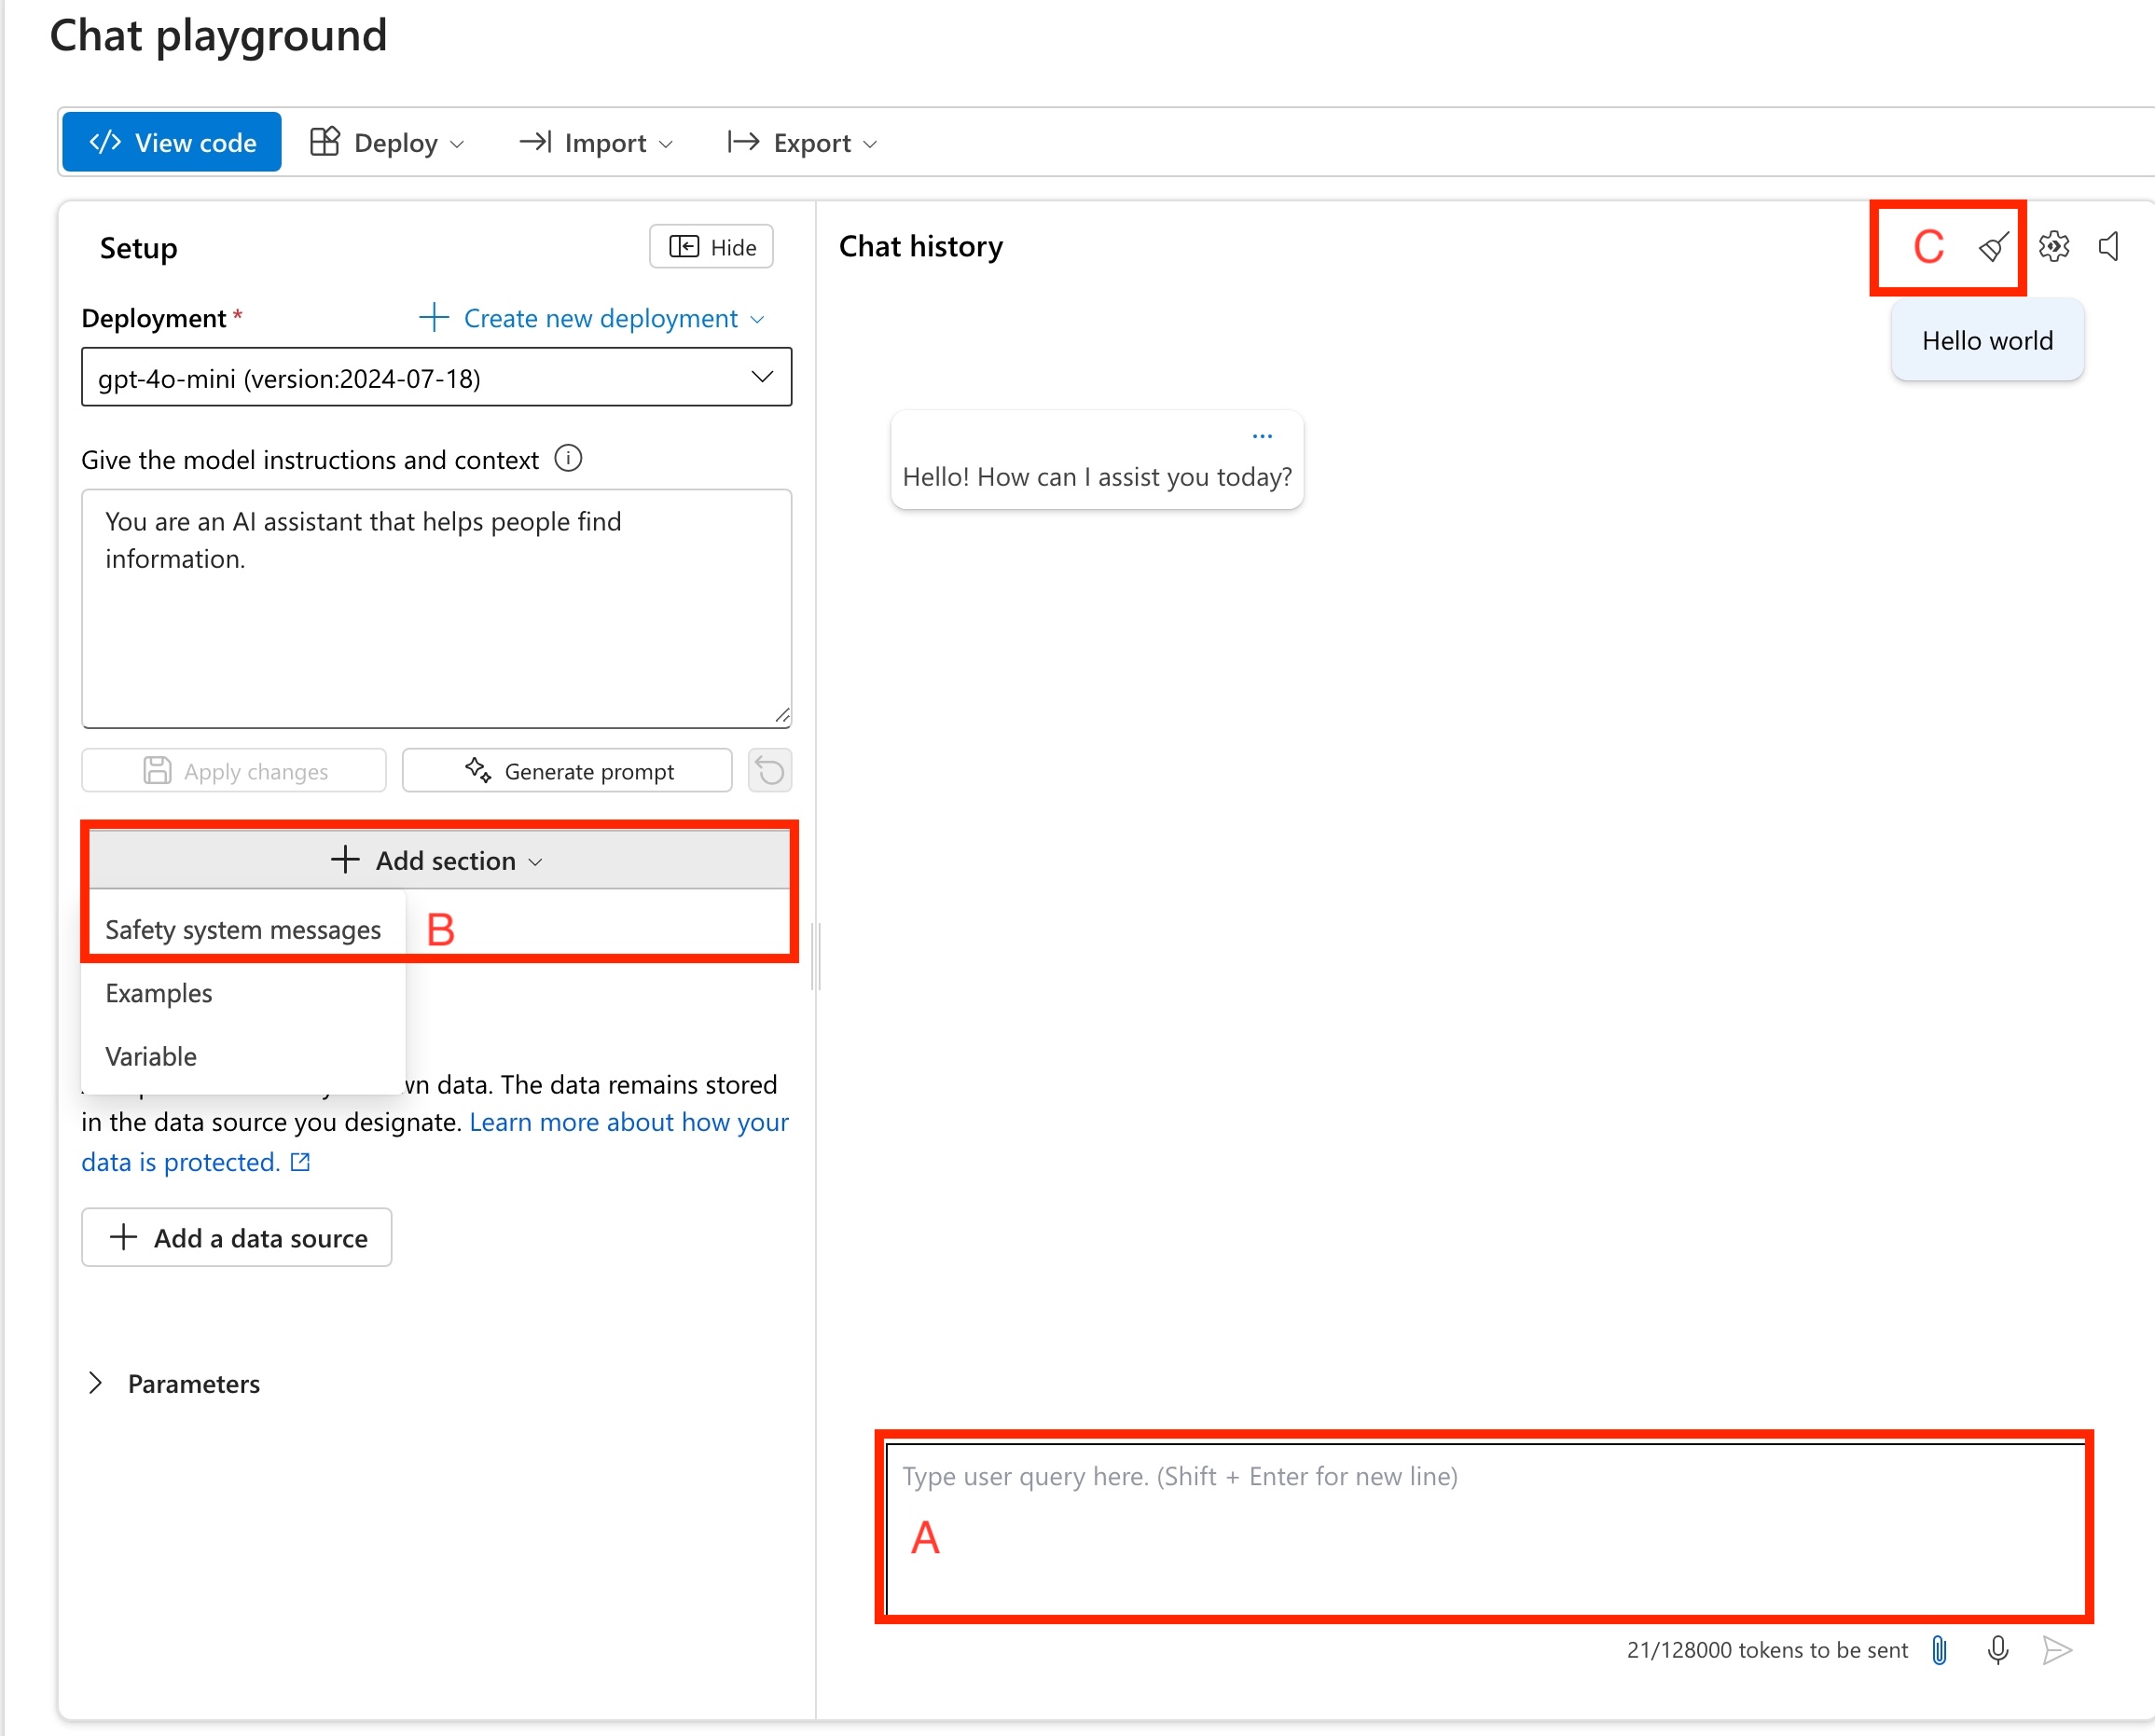 Chat playground
View code
Deploy
Import
Export
Setup
Hide
Deployment *
Create new deployment
gpt-4o-mini (version:2024-07-18)
Give the model instructions and context
You are an AI assistant that helps people find
information.
Apply changes
Generate prompt
Add section
Safety system messages
B
Examples
Variable
data. The data remains stored
in the data source you designate. Learn more about how your
data is protected.
Add a data source
Parameters
Chat history
C
Hello world
Hello! How can I assist you today?
Type user query here. (Shift + Enter for new line)
A
21/128000 tokens to be sent